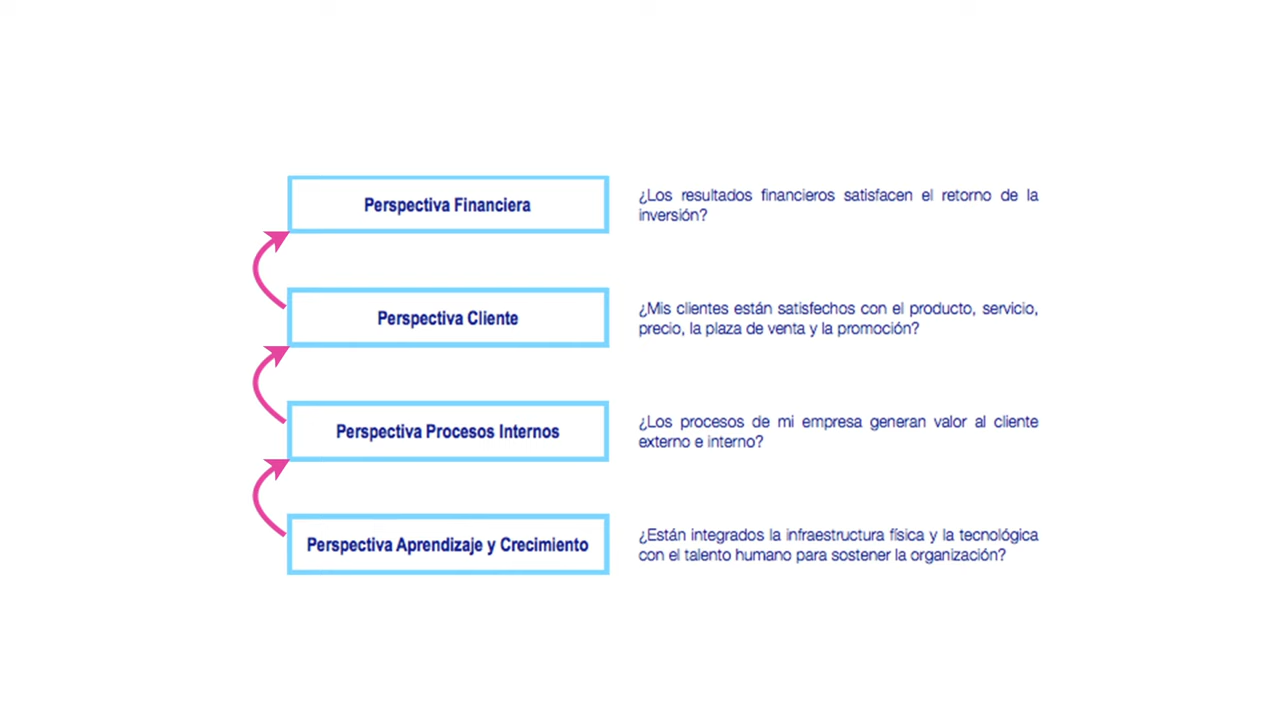 Perspectiva Financiera
¿Los resultados financieros satisfacen el retorno de la
inversión?
Perspectiva Cliente
¿Mis clientes están satisfechos con el producto, servicio,
precio, la plaza de venta y la promoción?
Perspectiva Procesos Internos
¿Los procesos de mi empresa generan valor al cliente
externo e interno?
Perspectiva Aprendizaje y Crecimiento
¿Están integrados la infraestructura física y la tecnológica
con el talento humano para sostener la organización?